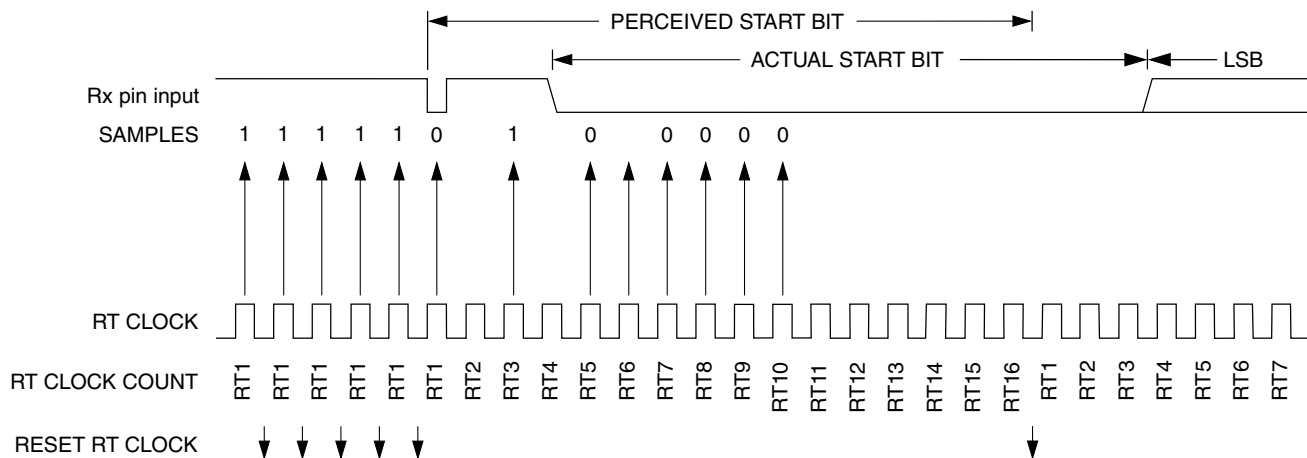 PERCEIVED START BIT
ACTUAL START BIT LSB
Rx pin input
SAMPLES 1 1 1 1 1 0 1 0 0 0 0 0
RT CLOCK
RT CLOCK COUNT RT1 RT1 RT1 RT1 RT1 RT1 RT2 RT3 RT4 RT5 RT6 RT7 RT8 RT9 RT10 RT11 RT12 RT13 RT14 RT15 RT16 RT1 RT2 RT3 RT4 RT5 RT6 RT7
RESET RT CLOCK